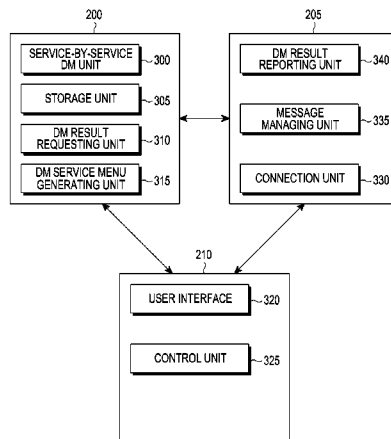 200
SERVICE-BY-SERVICE
DM UNIT
300
STORAGE UNIT
305
DM RESULT
REQUESTING UNIT
310
DM SERVICE MENU
GENERATING UNIT
315
205
DM RESULT
REPORTING UNIT
340
MESSAGE
MANAGING UNIT
335
CONNECTION UNIT
330
210
USER INTERFACE
320
CONTROL UNIT
325